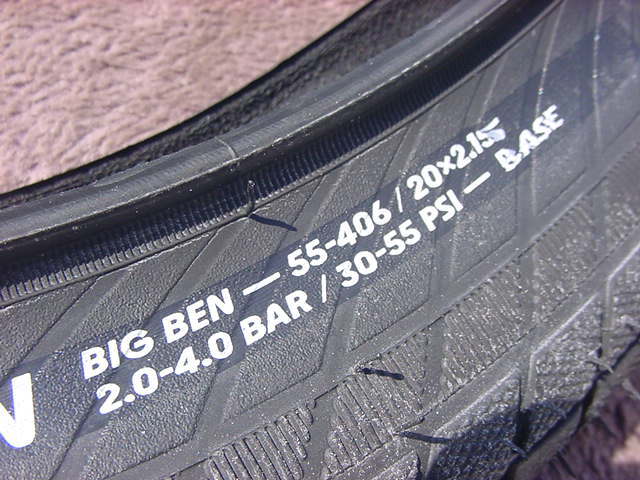 BIG BEN — 55-406 / 20×2.15
2.0-4.0 BAR / 30-55 PSI — BASE